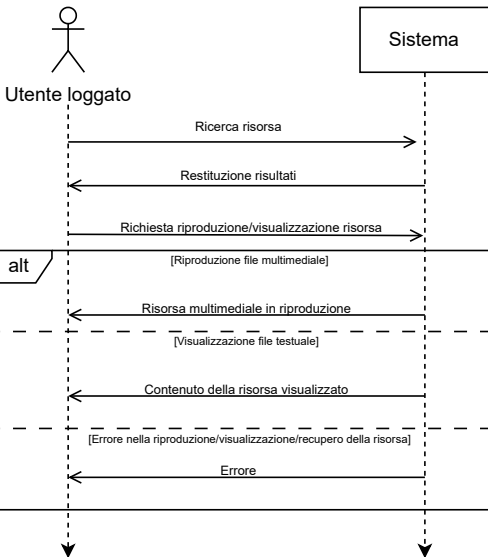 Sistema
Utente loggato
Ricerca risorsa
Restituzione risultati
Richiesta riproduzione/visualizzazione risorsa
alt
[Riproduzione file multimediale]
Risorsa multimediale in riproduzione
[Visualizzazione file testuale]
Contenuto della risorsa visualizzato
[Errore nella riproduzione/visualizzazione/recupero della risorsa]
Errore